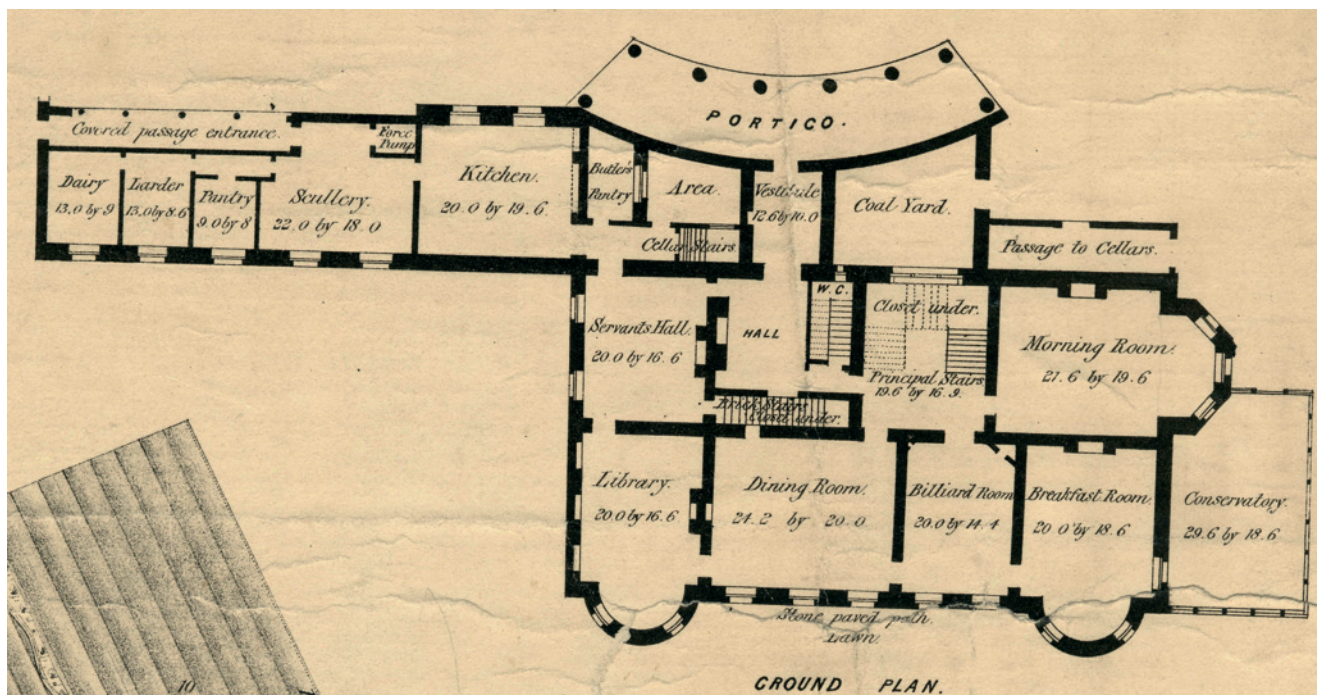 PORTICO.
Covered passage entrance.
Force
Pump
Dairy
13.0 by 9
Larder
13.0 by 8.6
Pantry
9.0 by 8
Scullery.
22.0 by 18.0
Kitchen.
20.0 by 19.6
Butler's
Pantry
Area
Cellar Stairs.
Vestibule
12.6 by 10.0
Coal Yard.
Passage to Cellars.
Servants Hall.
20.0 by 16.6
HALL
W.C.
Closet under.
Principal Stairs
19.6 by 16.9.
Morning Room.
21.6 by 19.6
Closet under.
Library.
20.0 by 16.6
Dining Room.
24.2 by 20.0
Billiard Room
20.0 by 14.4
Breakfast Room.
20.0 by 18.6
Conservatory.
29.6 by 18.6
Stone paved path.
Lawn.
10
GROUND PLAN.